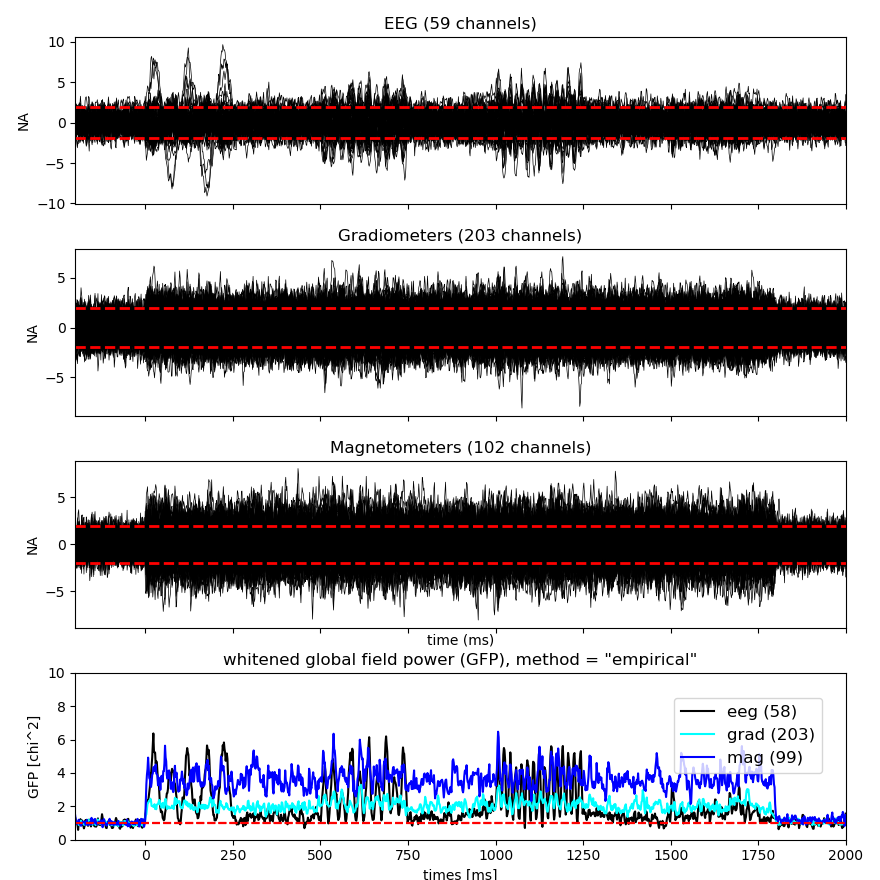 EEG (59 channels)
10
5
0
−5
−10
NA
Gradiometers (203 channels)
5
0
−5
NA
Magnetometers (102 channels)
5
0
−5
NA
time (ms)
whitened global field power (GFP), method = "empirical"
10
8
6
4
2
0
GFP [chi^2]
eeg (58)
grad (203)
mag (99)
0 250 500 750 1000 1250 1500 1750 2000
times [ms]